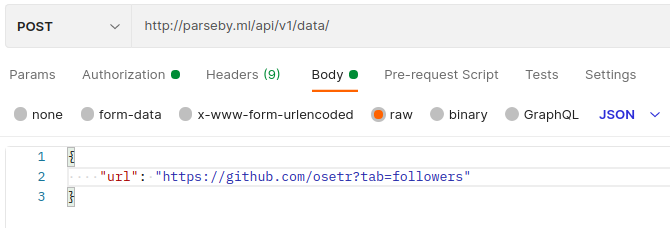 POST http://parseby.ml/api/v1/data/
Params Authorization Headers (9) Body Pre-request Script Tests Settings
none form-data x-www-form-urlencoded raw binary GraphQL JSON
1 {
2 ····"url":·"https://github.com/osetr?tab=followers"
3 }